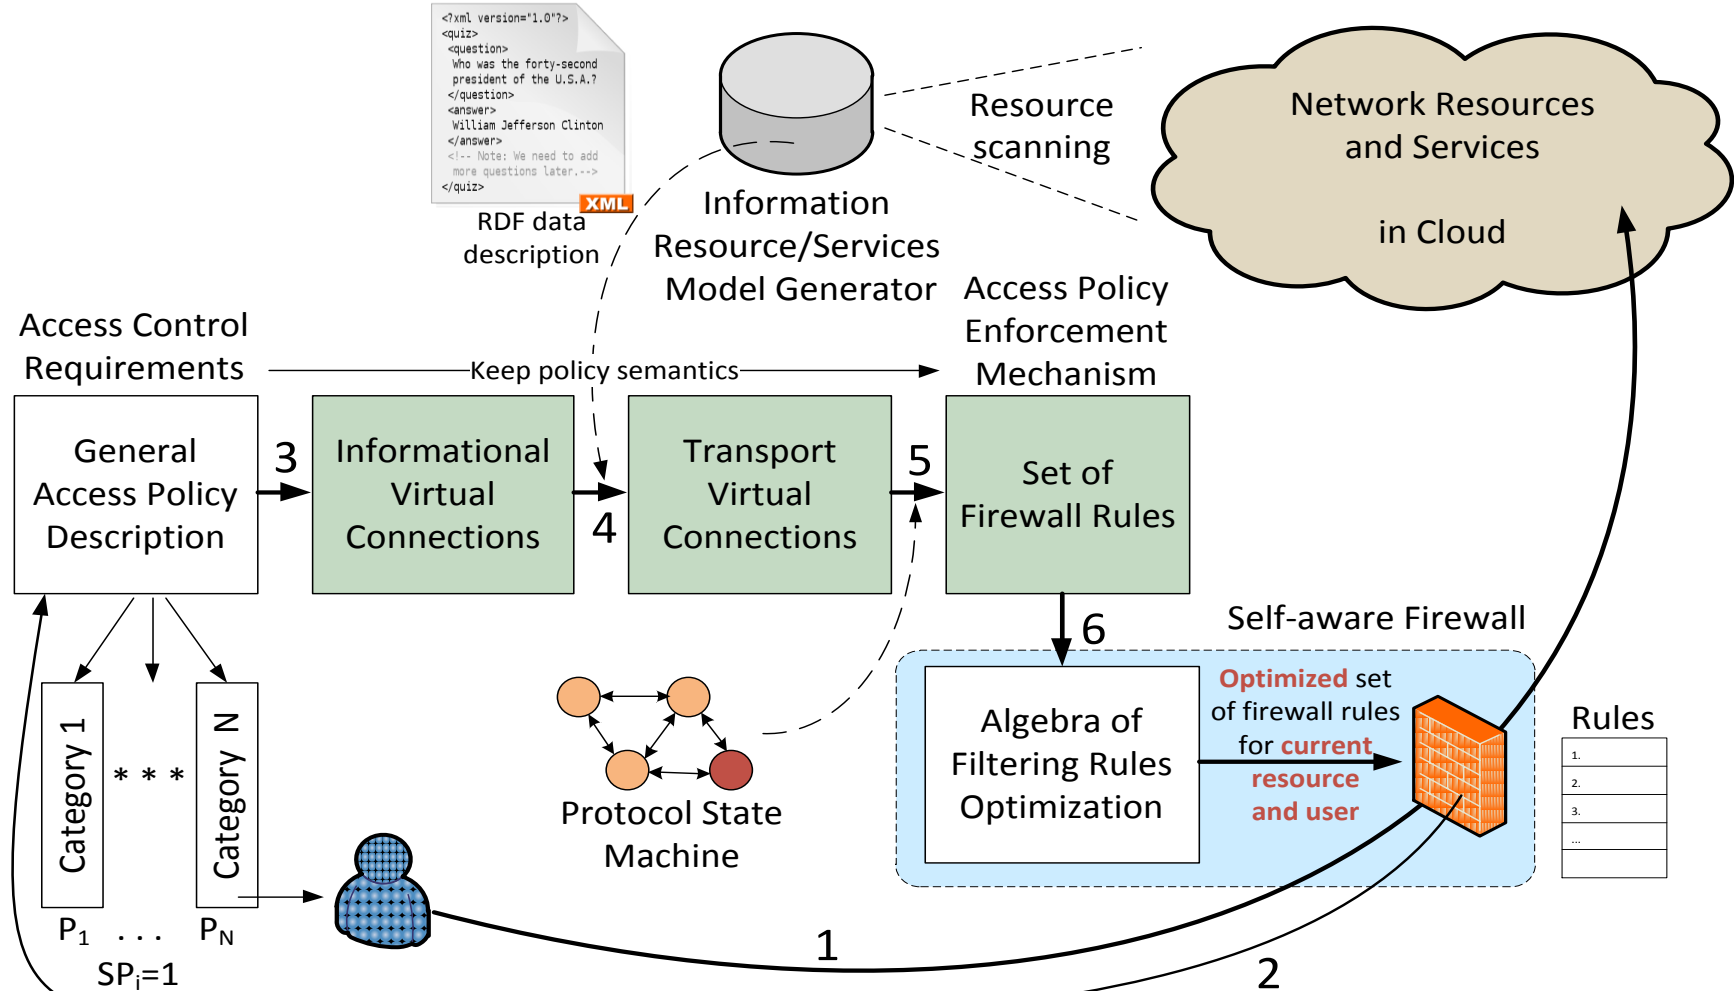 <?xml version="1.0"?>
<quiz>
<question>
Who was the forty-second
president of the U.S.A.?
</question>
<answer>
William Jefferson Clinton
</answer>
<!-- Note: We need to add
more questions later.-->
</quiz>
XML
RDF data
description
Information
Resource/Services
Model Generator
Resource
scanning
Network Resources
and Services
in Cloud
Access Control
Requirements
Keep policy semantics
Access Policy
Enforcement
Mechanism
General
Access Policy
Description
3
Informational
Virtual
Connections
4
Transport
Virtual
Connections
5
Set of
Firewall Rules
6
Self-aware Firewall
Algebra of
Filtering Rules
Optimization
Optimized set
of firewall rules
for current
resource
and user
Rules
1.
2.
3.
...
Protocol State
Machine
Category 1
* * *
Category N
P1 . . . PN
SPi=1
1
2